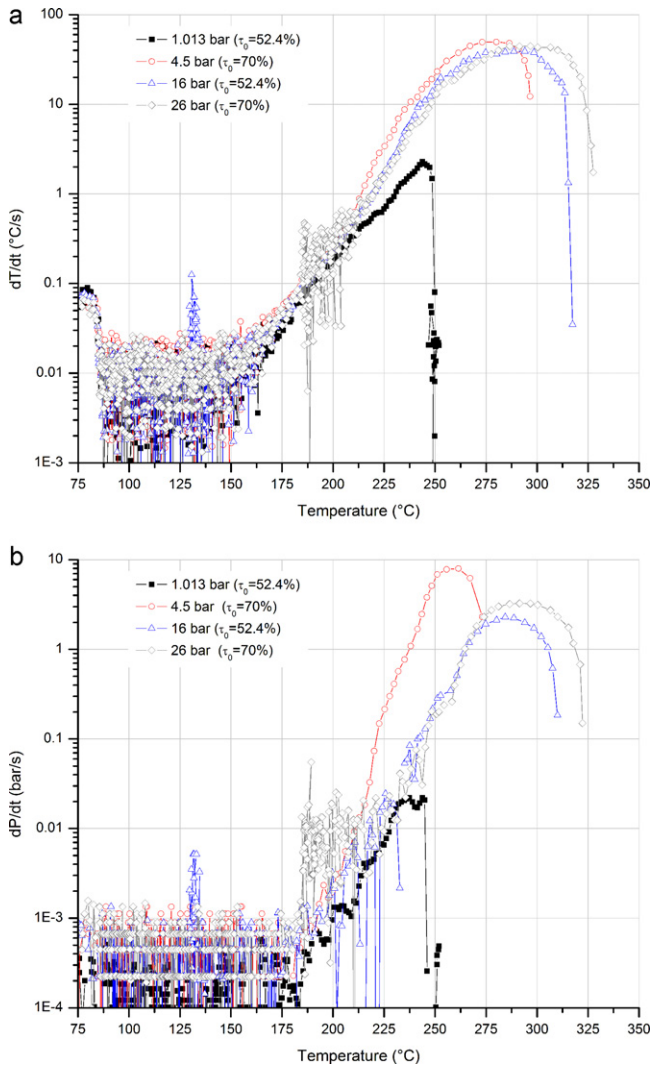 a
100
10
1
0.1
0.01
1E-3
dT/dt (°C/s)
1.013 bar (τ0=52.4%)
4.5 bar (τ0=70%)
16 bar (τ0=52.4%)
26 bar (τ0=70%)
75 100 125 150 175 200 225 250 275 300 325 350
Temperature (°C)
b
10
1
0.1
0.01
1E-3
1E-4
dP/dt (bar/s)
1.013 bar (τ0=52.4%)
4.5 bar (τ0=70%)
16 bar (τ0=52.4%)
26 bar (τ0=70%)
75 100 125 150 175 200 225 250 275 300 325 350
Temperature (°C)